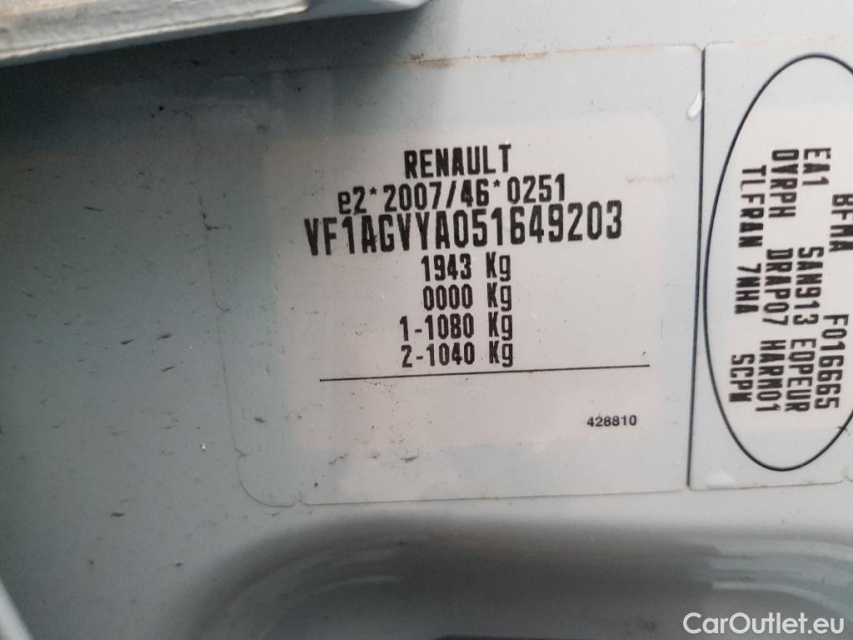 RENAULT
e2*2007/46*0251
VF1AGVYA051649203
1943 Kg
0000 Kg
1-1080 Kg
2-1040 Kg
428810
BFMA F016665
EA1 SAN913 EQPEUR
DVRPH DRAP07 HARM01
TLFRAN 7NHA SCPN
CarOutlet.eu